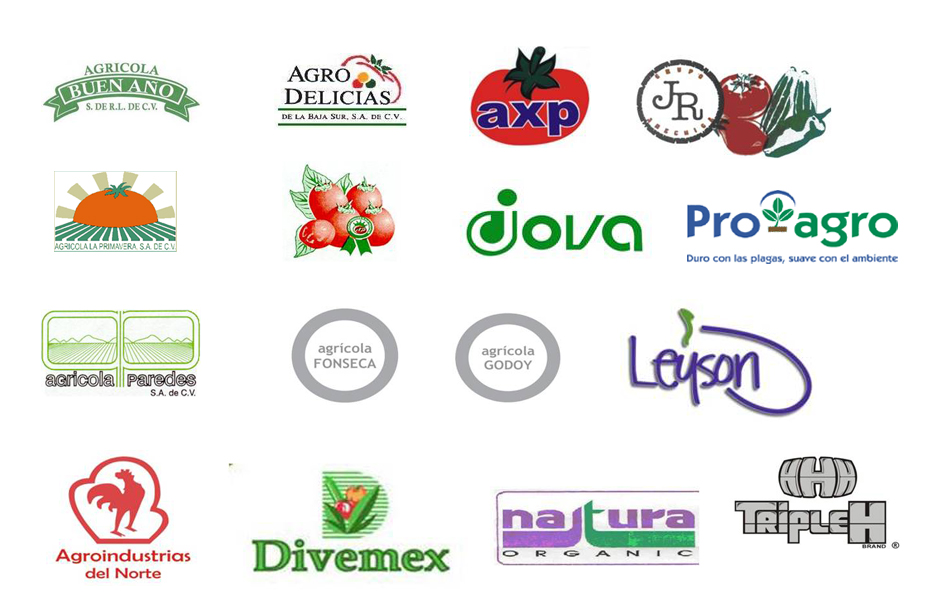 AGRICOLA
BUEN AÑO
S. DE R.L. DE C.V.
AGRO
DELICIAS
DE LA BAJA SUR, S.A. DE C.V.
axp
GRUPO
JR
AGRICOLA LA PRIMAVERA, S.A. DE C.V.
Jova
Pro agro
Duro con las plagas, suave con el ambiente
agricola paredes
S.A. de C.V.
agrícola
FONSECA
agrícola
GODOY
Leyson
Agroindustrias
del Norte
Divemex
natura
ORGANIC
HHH
TRIPLE H
BRAND ®